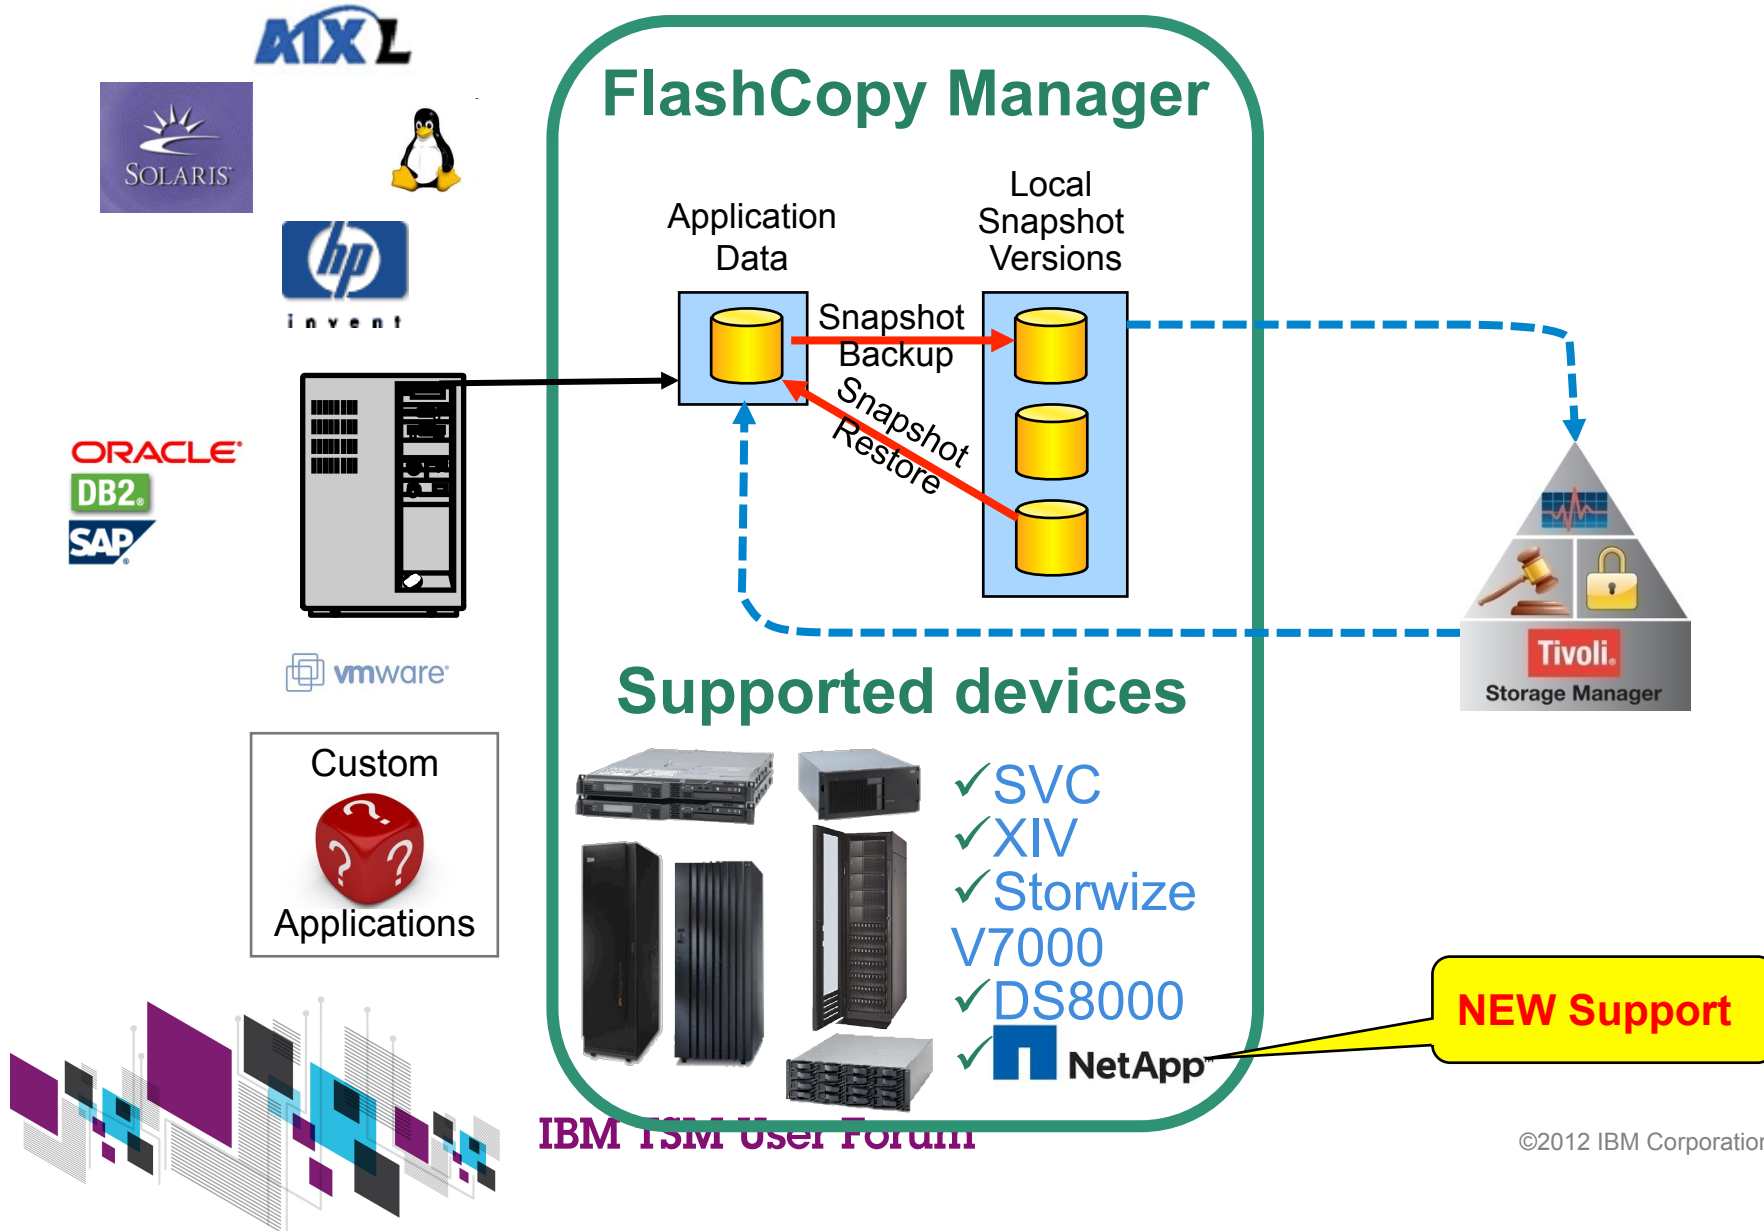 AIX L
FlashCopy Manager
SOLARIS
hp
invent
Application
Data
Local
Snapshot
Versions
Snapshot
Backup
Snapshot
Restore
ORACLE
DB2
SAP
vmware
Tivoli
Storage Manager
Supported devices
Custom
? ? ?
Applications
✓SVC
✓XIV
✓Storwize
V7000
✓DS8000
✓NetApp™
NEW Support
IBM TSM User Forum
©2012 IBM Corporation